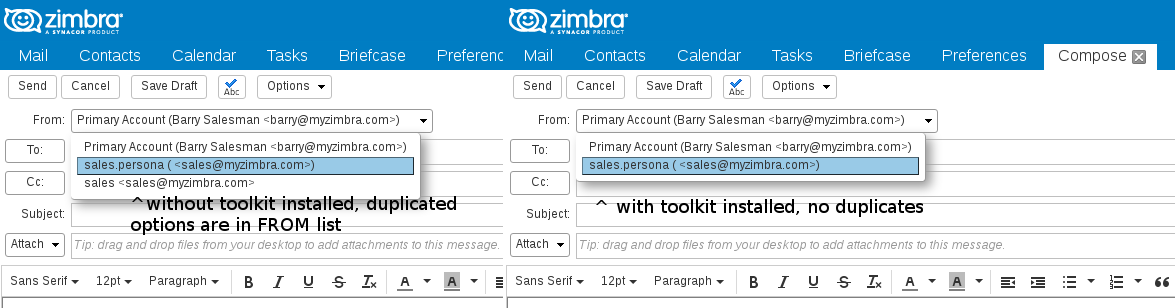 zimbra
A SYNACOR PRODUCT
Mail Contacts Calendar Tasks Briefcase Preferenc
Send Cancel Save Draft Abc Options
From: Primary Account (Barry Salesman <barry@myzimbra.com>)
Primary Account (Barry Salesman <barry@myzimbra.com>)
To: sales.persona ( <sales@myzimbra.com>)
Cc: sales <sales@myzimbra.com>
^without toolkit installed, duplicated
Subject: options are in FROM list
Attach Tip: drag and drop files from your desktop to add attachments to this message.
Sans Serif 12pt Paragraph B I U S Tx A A
zimbra
A SYNACOR PRODUCT
Mail Contacts Calendar Tasks Briefcase Preferences Compose
Send Cancel Save Draft Abc Options
From: Primary Account (Barry Salesman <barry@myzimbra.com>)
Primary Account (Barry Salesman <barry@myzimbra.com>)
To: sales.persona ( <sales@myzimbra.com>)
Cc:
Subject: ^ with toolkit installed, no duplicates
Attach Tip: drag and drop files from your desktop to add attachments to this message.
Sans Serif 12pt Paragraph B I U S Tx A A